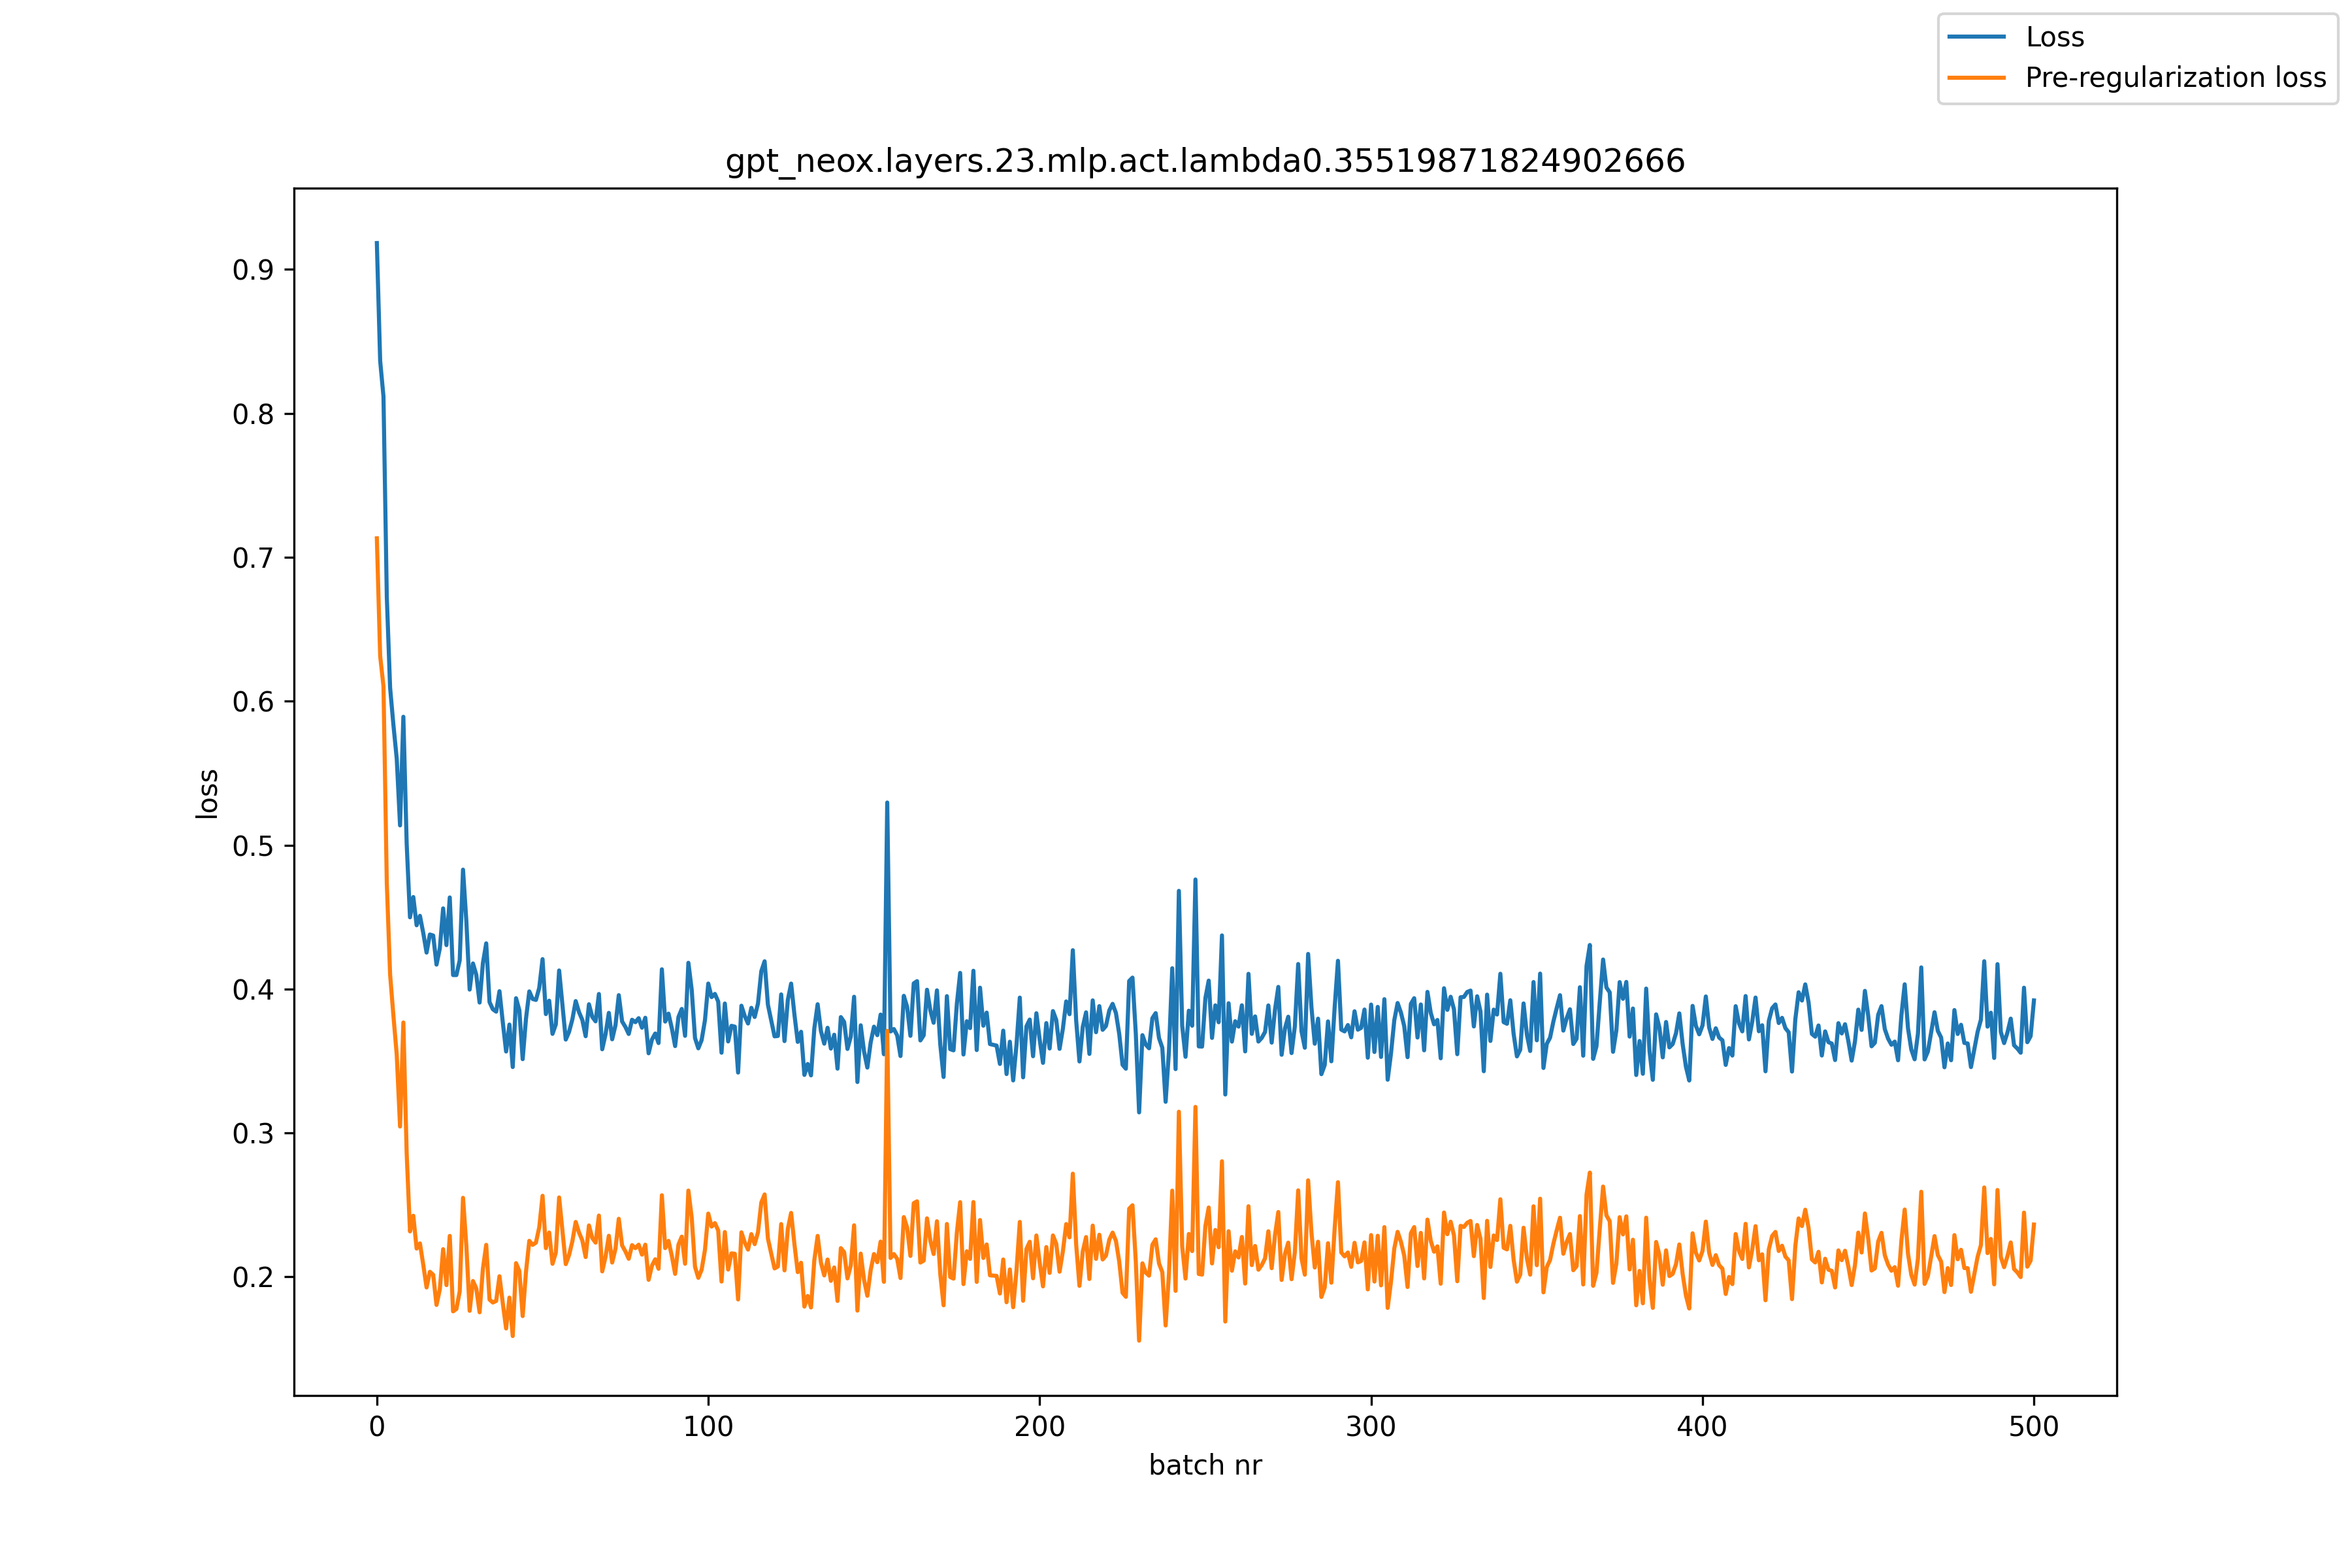 Loss
Pre-regularization loss
gpt_neox.layers.23.mlp.act.lambda0.35519871824902666
0.9
0.8
0.7
0.6
0.5
0.4
0.3
0.2
loss
0 100 200 300 400 500
batch nr